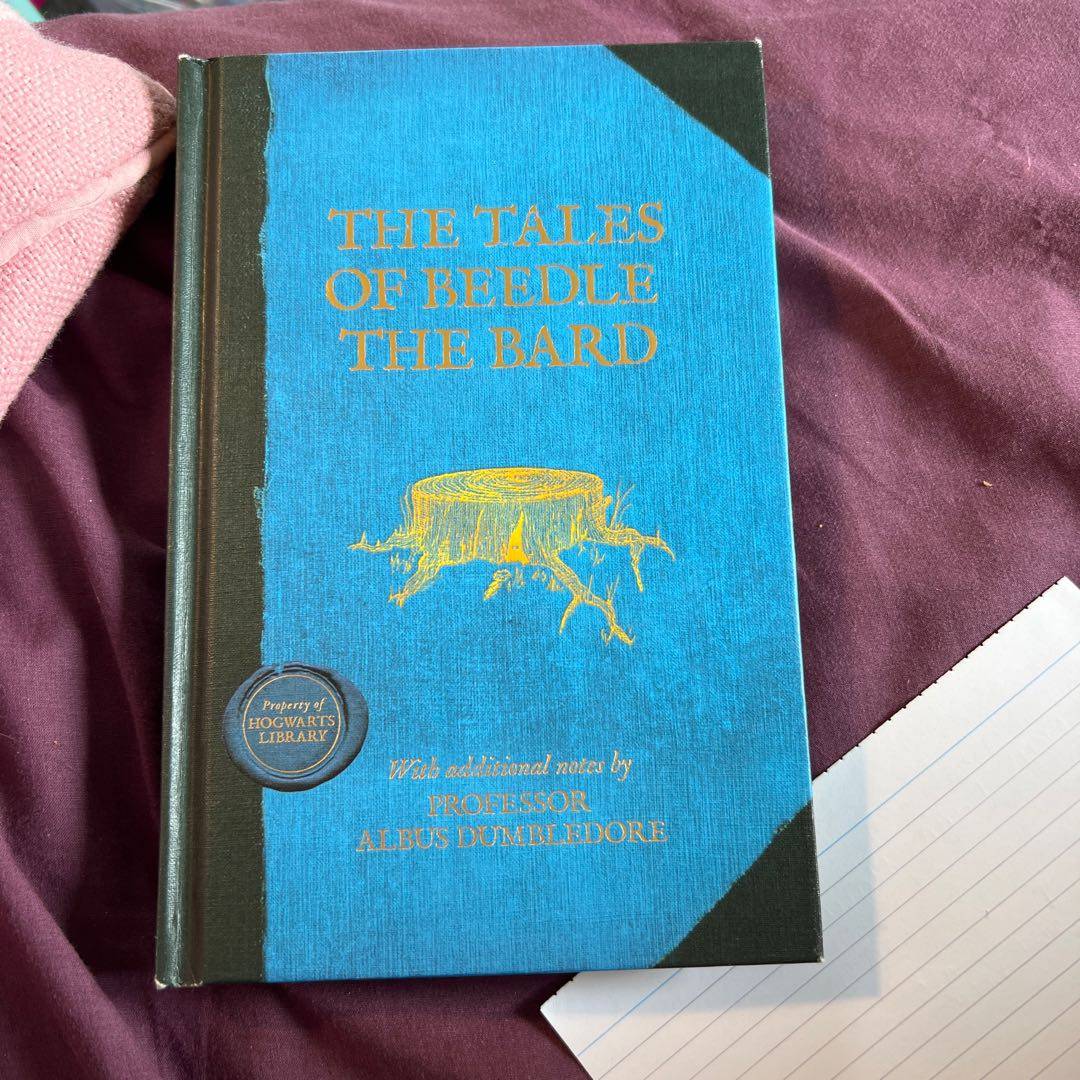 THE TALES
OF BEEDLE
THE BARD
Property of
HOGWARTS
LIBRARY
With additional notes by
PROFESSOR
ALBUS DUMBLEDORE